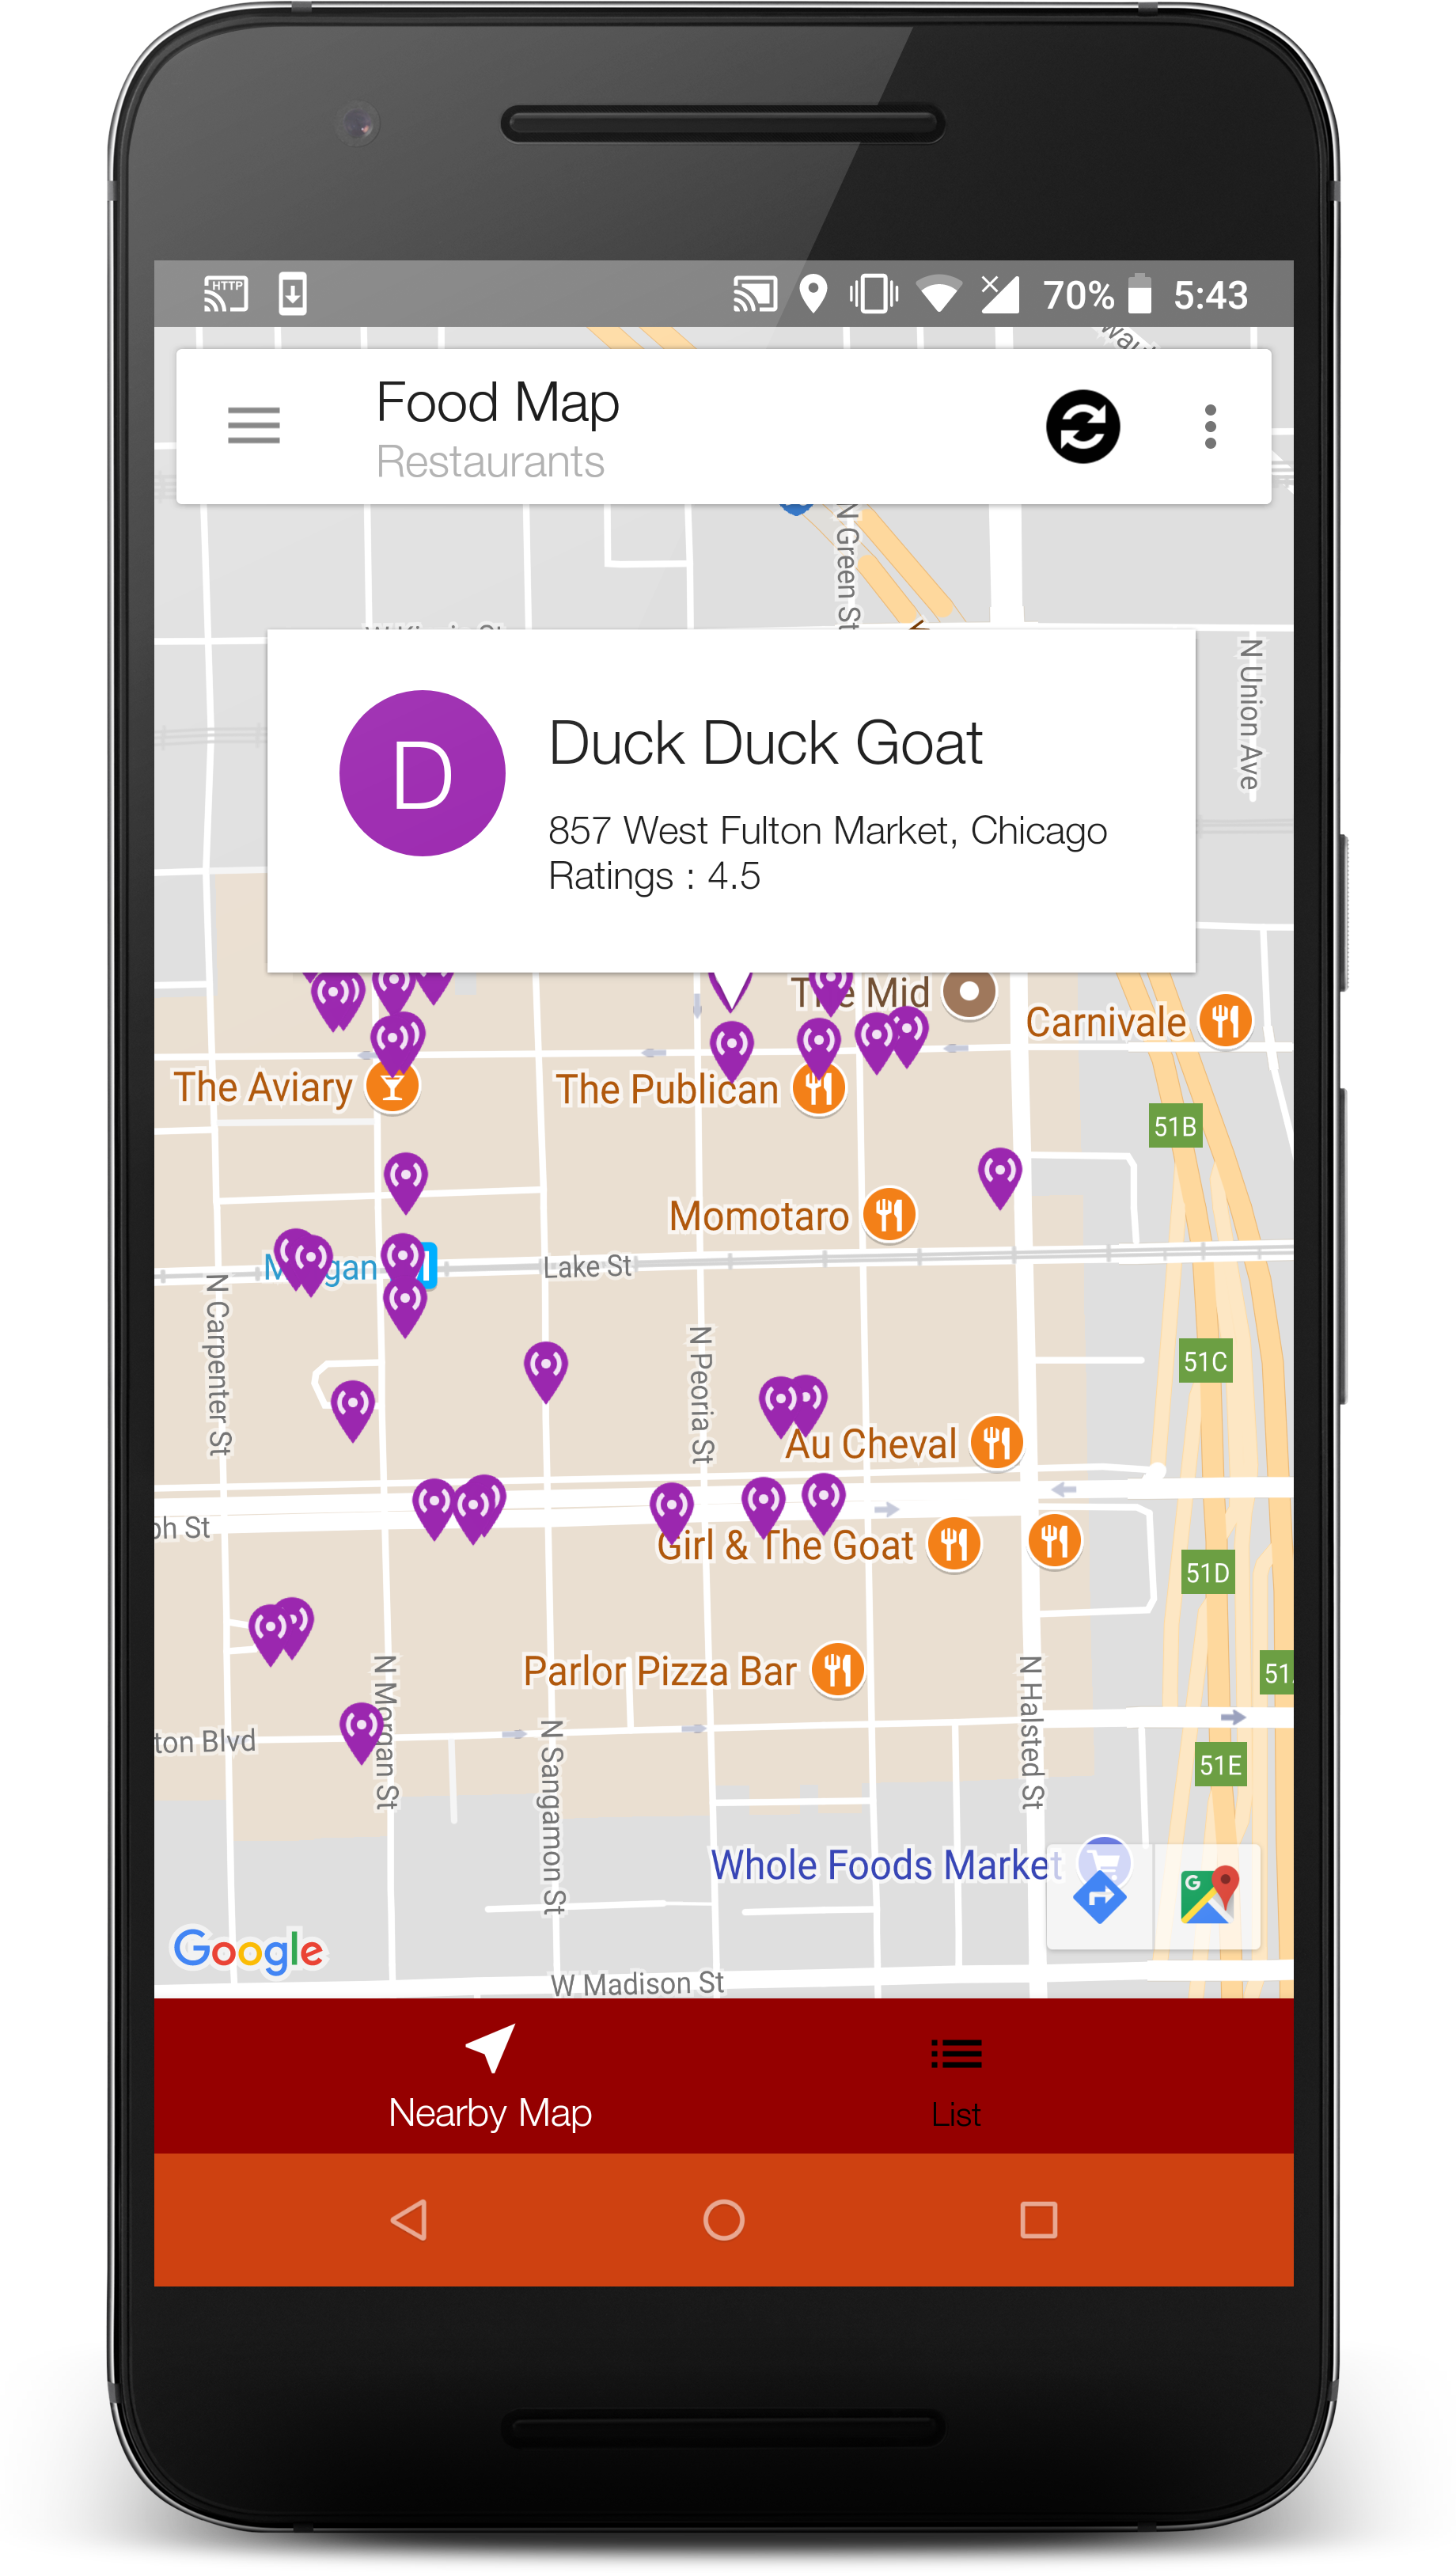 HTTP
70% 5:43
Food Map
Restaurants
N Green St
N Union Ave
D
Duck Duck Goat
857 West Fulton Market, Chicago
Ratings : 4.5
The Mid
Carnivale
The Aviary
The Publican
51B
Momotaro
Lake St
N Carpenter St
N Peoria St
51C
Au Cheval
ph St
Girl & The Goat
51D
Parlor Pizza Bar
51
N Morgan St
N Halsted St
ton Blvd
N Sangamon St
51E
Whole Foods Market
G
Google
W Madison St
Nearby Map
List